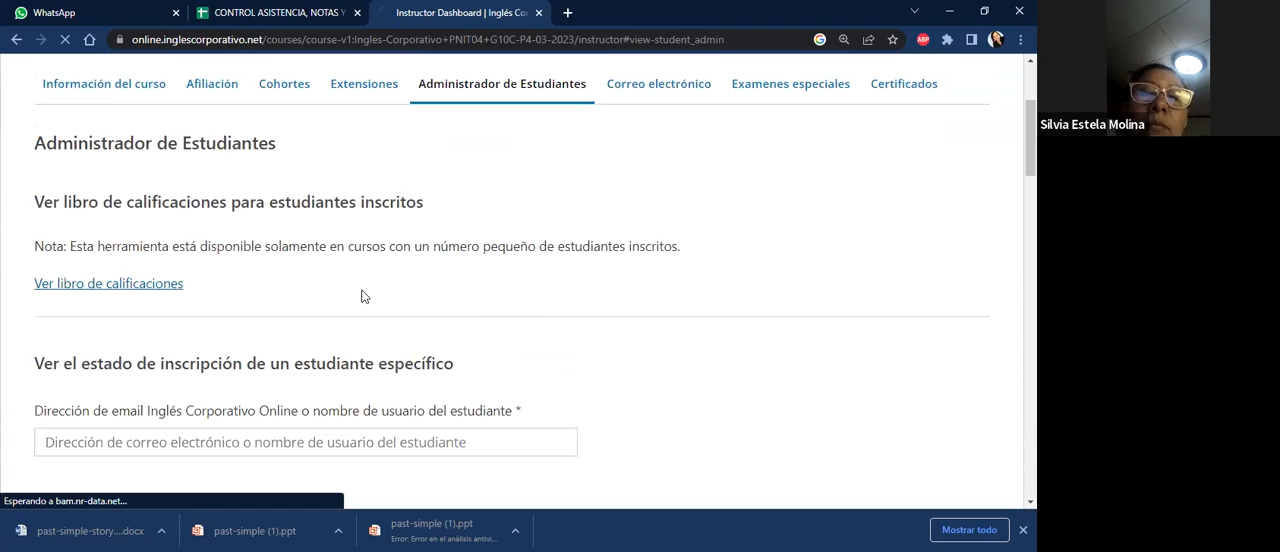 WhatsApp
CONTROL ASISTENCIA, NOTAS Y
Instructor Dashboard | Inglés Co
online.inglescorporativo.net/courses/course-v1:Ingles-Corporativo+PNIT04+G10C-P4-03-2023/instructor#view-student_admin
ABP
Información del curso Afiliación Cohortes Extensiones Administrador de Estudiantes Correo electrónico Examenes especiales Certificados
Silvia Estela Molina
Administrador de Estudiantes
Ver libro de calificaciones para estudiantes inscritos
Nota: Esta herramienta está disponible solamente en cursos con un número pequeño de estudiantes inscritos.
Ver libro de calificaciones
Ver el estado de inscripción de un estudiante específico
Dirección de email Inglés Corporativo Online o nombre de usuario del estudiante *
Dirección de correo electrónico o nombre de usuario del estudiante
Esperando a bam.nr-data.net...
past-simple-story....docx
past-simple (1).ppt
past-simple (1).ppt
Error: Error en el análisis antivi...
Mostrar todo